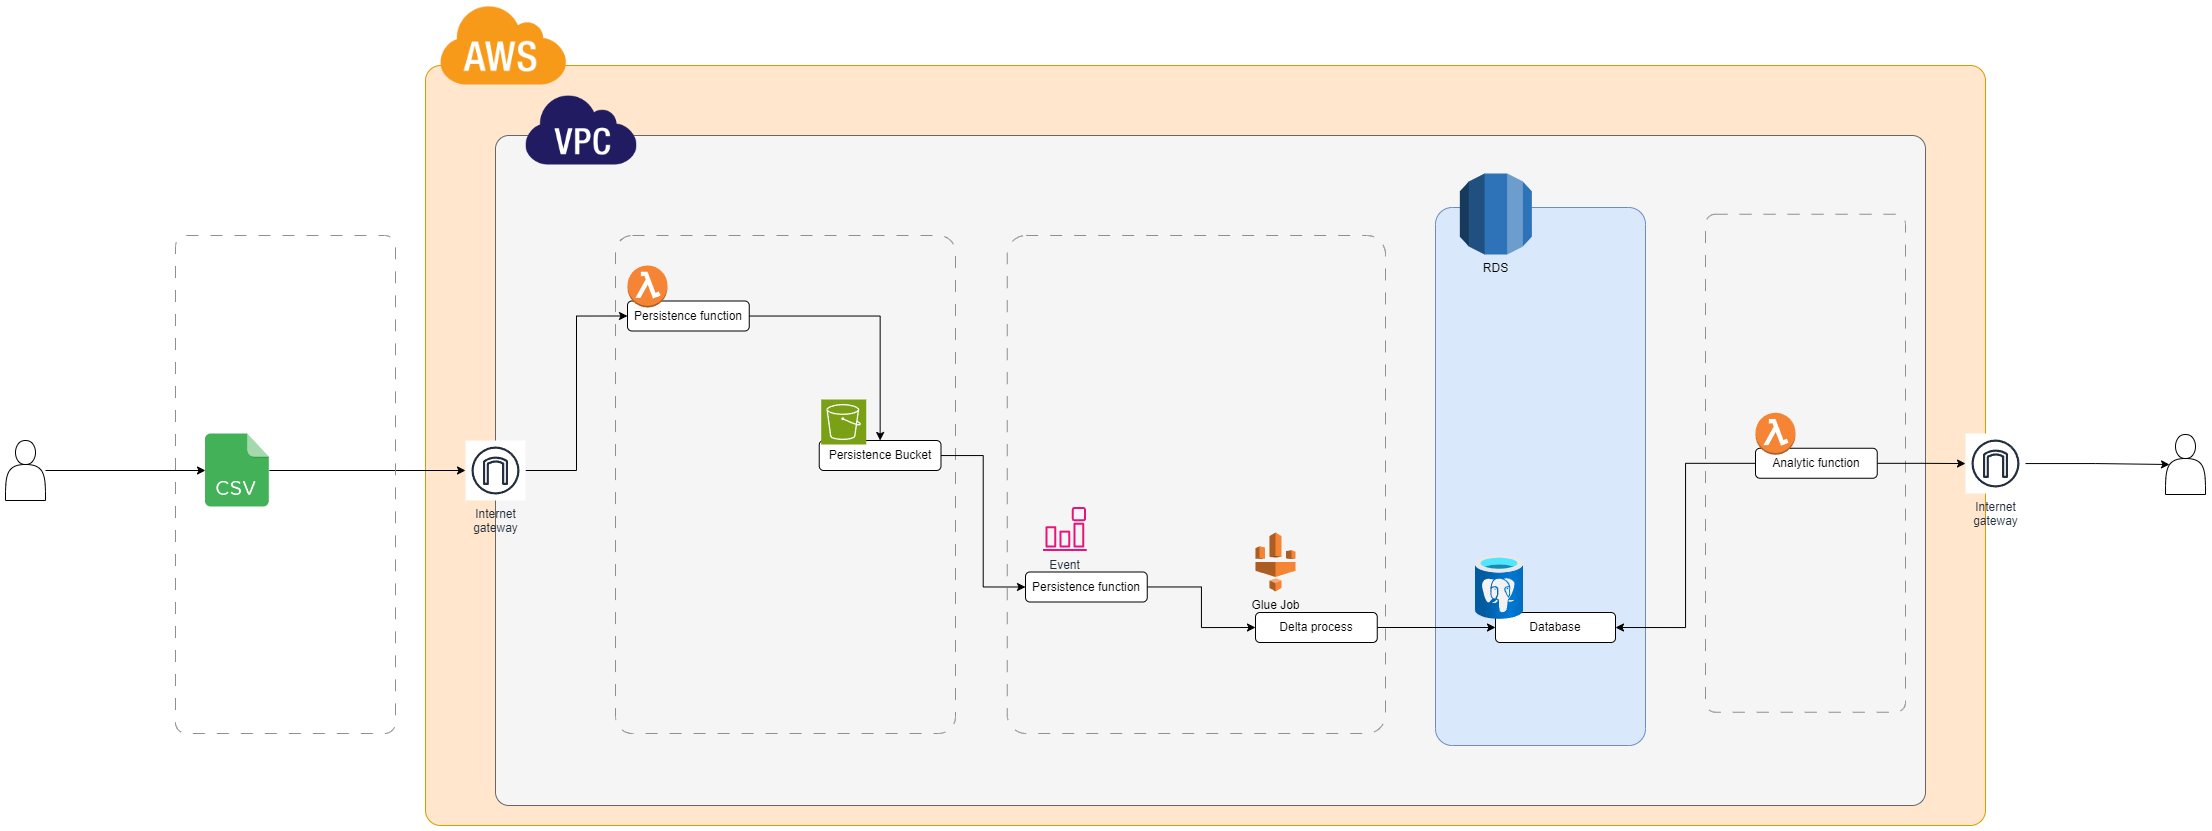 AWS
VPC
RDS
Persistence function
Persistence Bucket
CSV
Internet
gateway
Event
Persistence function
Glue Job
Delta process
Database
Analytic function
Internet
gateway